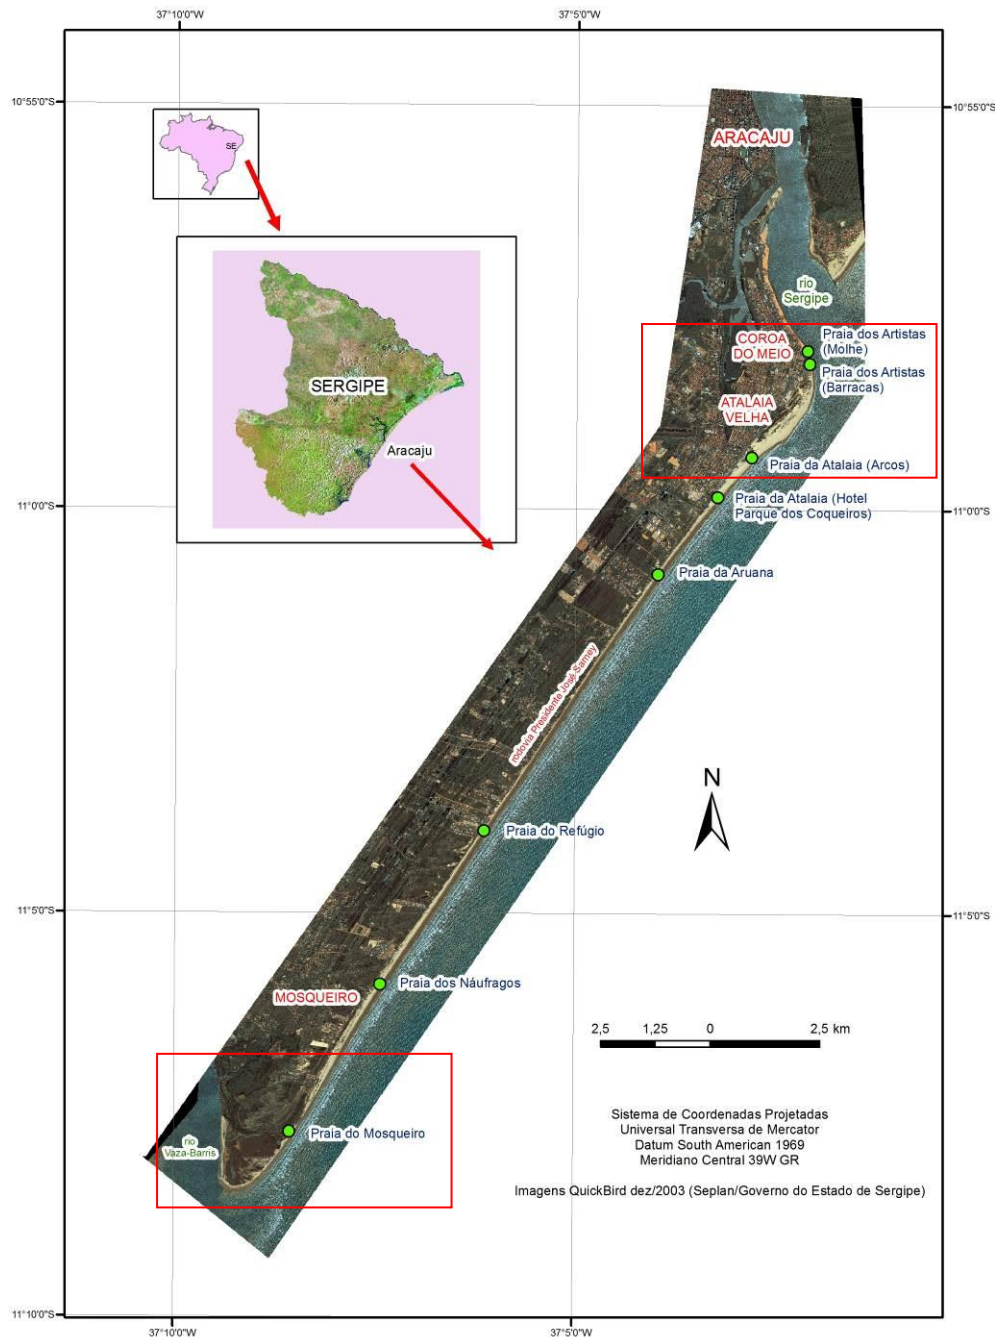 37°10'0"W
37°5'0"W
10°55'0"S
10°55'0"S
SE
ARACAJU
rio
Sergipe
SERGIPE
Aracaju
COROA
DO MEIO
Praia dos Artistas
(Molhe)
Praia dos Artistas
(Barracas)
ATALAIA
VELHA
Praia da Atalaia (Arcos)
Praia da Atalaia (Hotel
Parque dos Coqueiros)
11°0'0"S
11°0'0"S
Praia da Aruana
rodovia Presidente José Sarney
N
Praia do Refúgio
11°5'0"S
11°5'0"S
Praia dos Náufragos
MOSQUEIRO
2,5 1,25 0 2,5 km
Praia do Mosqueiro
rio
Vaza-Barris
Sistema de Coordenadas Projetadas
Universal Transversa de Mercator
Datum South American 1969
Meridiano Central 39W GR
Imagens QuickBird dez/2003 (Seplan/Governo do Estado de Sergipe)
11°10'0"S
37°10'0"W
37°5'0"W